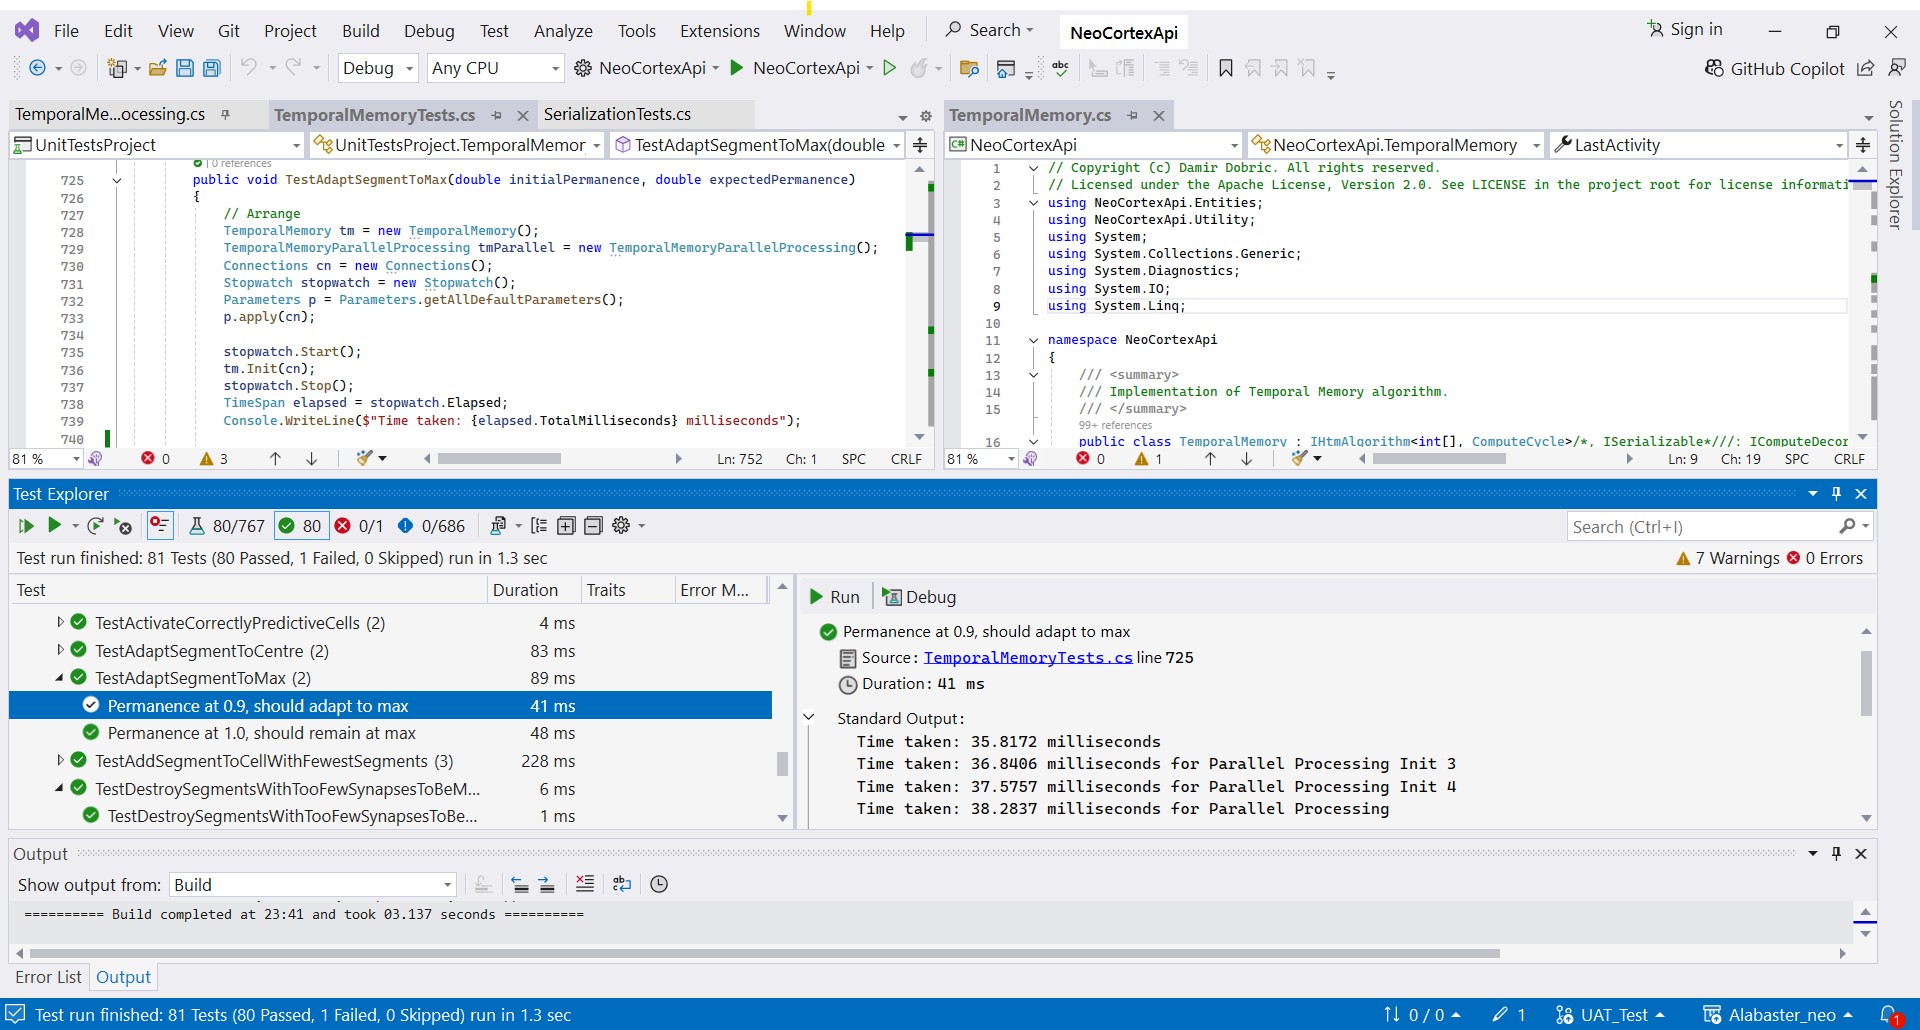 File Edit View Git Project Build Debug Test Analyze Tools Extensions Window Help Search NeoCortexApi Sign in
Debug Any CPU NeoCortexApi NeoCortexApi abc GitHub Copilot
TemporalMe...ocessing.cs TemporalMemoryTests.cs SerializationTests.cs
UnitTestsProject UnitTestsProject.TemporalMemor TestAdaptSegmentToMax(double
| 0 references
725 public void TestAdaptSegmentToMax(double initialPermanence, double expectedPermanence)
726 {
727 // Arrange
728 TemporalMemory tm = new TemporalMemory();
729 TemporalMemoryParallelProcessing tmParallel = new TemporalMemoryParallelProcessing();
730 Connections cn = new Connections();
731 Stopwatch stopwatch = new Stopwatch();
732 Parameters p = Parameters.getAllDefaultParameters();
733 p.apply(cn);
734
735 stopwatch.Start();
736 tm.Init(cn);
737 stopwatch.Stop();
738 TimeSpan elapsed = stopwatch.Elapsed;
739 Console.WriteLine($"Time taken: {elapsed.TotalMilliseconds} milliseconds");
740
81 % 0 3 Ln: 752 Ch: 1 SPC CRLF
TemporalMemory.cs
C# NeoCortexApi NeoCortexApi.TemporalMemory LastActivity
1 // Copyright (c) Damir Dobric. All rights reserved.
2 // Licensed under the Apache License, Version 2.0. See LICENSE in the project root for license informati
3 using NeoCortexApi.Entities;
4 using NeoCortexApi.Utility;
5 using System;
6 using System.Collections.Generic;
7 using System.Diagnostics;
8 using System.IO;
9 using System.Linq;
10
11 namespace NeoCortexApi
12 {
13 /// <summary>
14 /// Implementation of Temporal Memory algorithm.
15 /// </summary>
99+ references
16 public class TemporalMemory : IHtmAlgorithm<int[], ComputeCycle>/*, ISerializable*///: IComputeDecor
81 % 0 1 Ln: 9 Ch: 19 SPC CRLF
Solution Explorer
Test Explorer
80/767 80 0/1 0/686 Search (Ctrl+I)
Test run finished: 81 Tests (80 Passed, 1 Failed, 0 Skipped) run in 1.3 sec 7 Warnings 0 Errors
Test Duration Traits Error M...
TestActivateCorrectlyPredictiveCells (2) 4 ms
TestAdaptSegmentToCentre (2) 83 ms
TestAdaptSegmentToMax (2) 89 ms
Permanence at 0.9, should adapt to max 41 ms
Permanence at 1.0, should remain at max 48 ms
TestAddSegmentToCellWithFewestSegments (3) 228 ms
TestDestroySegmentsWithTooFewSynapsesToBeM... 6 ms
TestDestroySegmentsWithTooFewSynapsesToBe... 1 ms
Run Debug
Permanence at 0.9, should adapt to max
Source: TemporalMemoryTests.cs line 725
Duration: 41 ms
Standard Output:
Time taken: 35.8172 milliseconds
Time taken: 36.8406 milliseconds for Parallel Processing Init 3
Time taken: 37.5757 milliseconds for Parallel Processing Init 4
Time taken: 38.2837 milliseconds for Parallel Processing
Output
Show output from: Build
========== Build completed at 23:41 and took 03.137 seconds ==========
Error List Output
Test run finished: 81 Tests (80 Passed, 1 Failed, 0 Skipped) run in 1.3 sec 0 / 0 1 UAT_Test Alabaster_neo 1